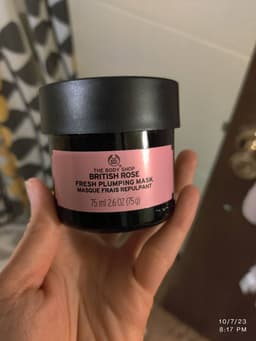 THE BODY SHOP
BRITISH ROSE
FRESH PLUMPING MASK
MASQUE FRAIS REPULPANT
75 ml 2.6 OZ (75 g)
10/7/23
8:17 PM